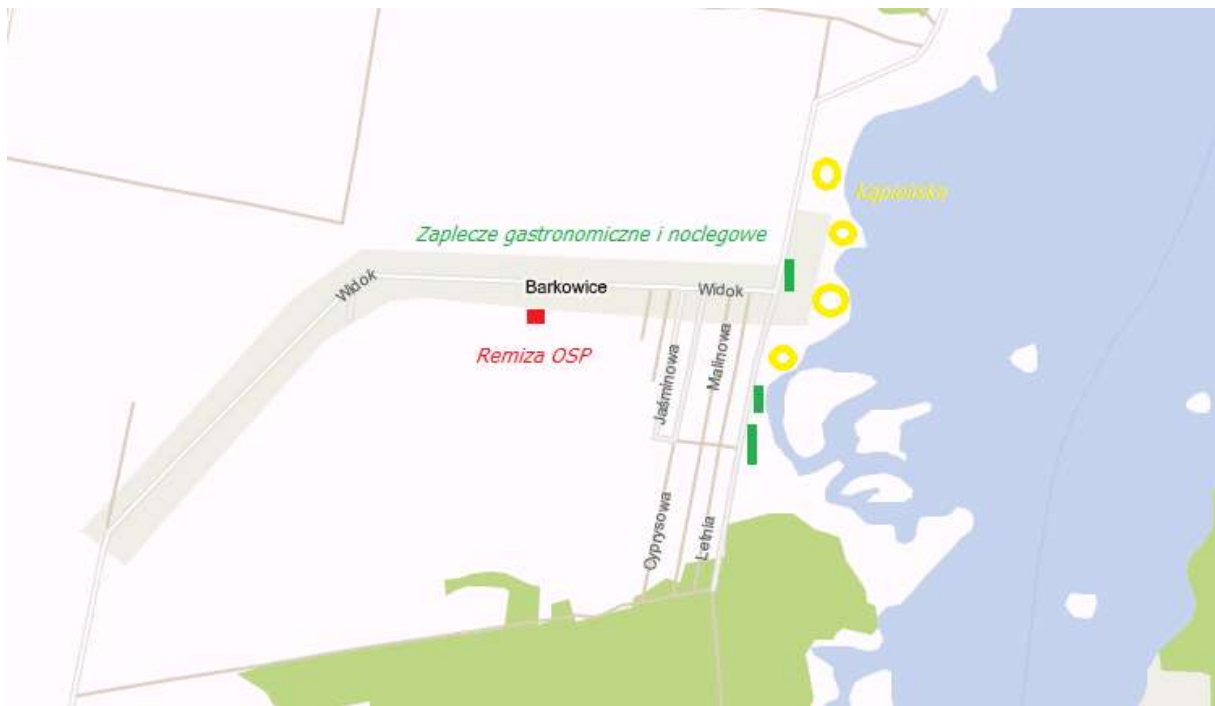 Kąpieliska
Zaplecze gastronomiczne i noclegowe
Widok
Barkowice
Widok
Remiza OSP
Jaśminowa
Malinowa
Cyprysowa
Letnia